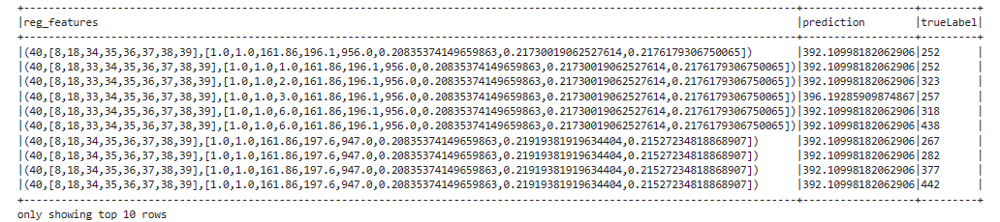 +--------------------------------------------------------------------------------------------------------------------------+------------------+---------+
|reg_features                                                                                                              |prediction        |trueLabel|
+--------------------------------------------------------------------------------------------------------------------------+------------------+---------+
|(40,[8,18,34,35,36,37,38,39],[1.0,1.0,161.86,196.1,956.0,0.20835374149659863,0.21730019062527614,0.2176179306750065])      |392.10998182062906|252      |
|(40,[8,18,33,34,35,36,37,38,39],[1.0,1.0,1.0,161.86,196.1,956.0,0.20835374149659863,0.21730019062527614,0.2176179306750065])|392.10998182062906|252      |
|(40,[8,18,33,34,35,36,37,38,39],[1.0,1.0,2.0,161.86,196.1,956.0,0.20835374149659863,0.21730019062527614,0.2176179306750065])|392.10998182062906|323      |
|(40,[8,18,33,34,35,36,37,38,39],[1.0,1.0,3.0,161.86,196.1,956.0,0.20835374149659863,0.21730019062527614,0.2176179306750065])|396.19285909874867|257      |
|(40,[8,18,33,34,35,36,37,38,39],[1.0,1.0,6.0,161.86,196.1,956.0,0.20835374149659863,0.21730019062527614,0.2176179306750065])|392.10998182062906|318      |
|(40,[8,18,33,34,35,36,37,38,39],[1.0,1.0,6.0,161.86,196.1,956.0,0.20835374149659863,0.21730019062527614,0.2176179306750065])|392.10998182062906|438      |
|(40,[8,18,34,35,36,37,38,39],[1.0,1.0,161.86,197.6,947.0,0.20835374149659863,0.21919381919634404,0.21527234818868907])     |392.10998182062906|267      |
|(40,[8,18,34,35,36,37,38,39],[1.0,1.0,161.86,197.6,947.0,0.20835374149659863,0.21919381919634404,0.21527234818868907])     |392.10998182062906|282      |
|(40,[8,18,34,35,36,37,38,39],[1.0,1.0,161.86,197.6,947.0,0.20835374149659863,0.21919381919634404,0.21527234818868907])     |392.10998182062906|377      |
|(40,[8,18,34,35,36,37,38,39],[1.0,1.0,161.86,197.6,947.0,0.20835374149659863,0.21919381919634404,0.21527234818868907])     |392.10998182062906|442      |
+--------------------------------------------------------------------------------------------------------------------------+------------------+---------+
only showing top 10 rows